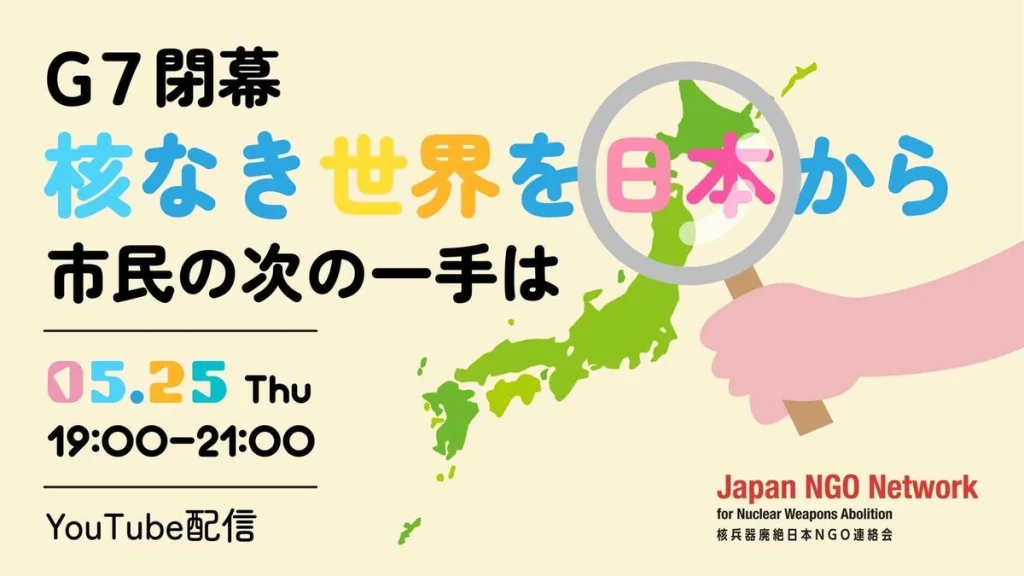 G7閉幕
核なき世界を日本から
市民の次の一手は
05.25 Thu
19:00–21:00
YouTube配信
Japan NGO Network
for Nuclear Weapons Abolition
核兵器廃絶日本NGO連絡会